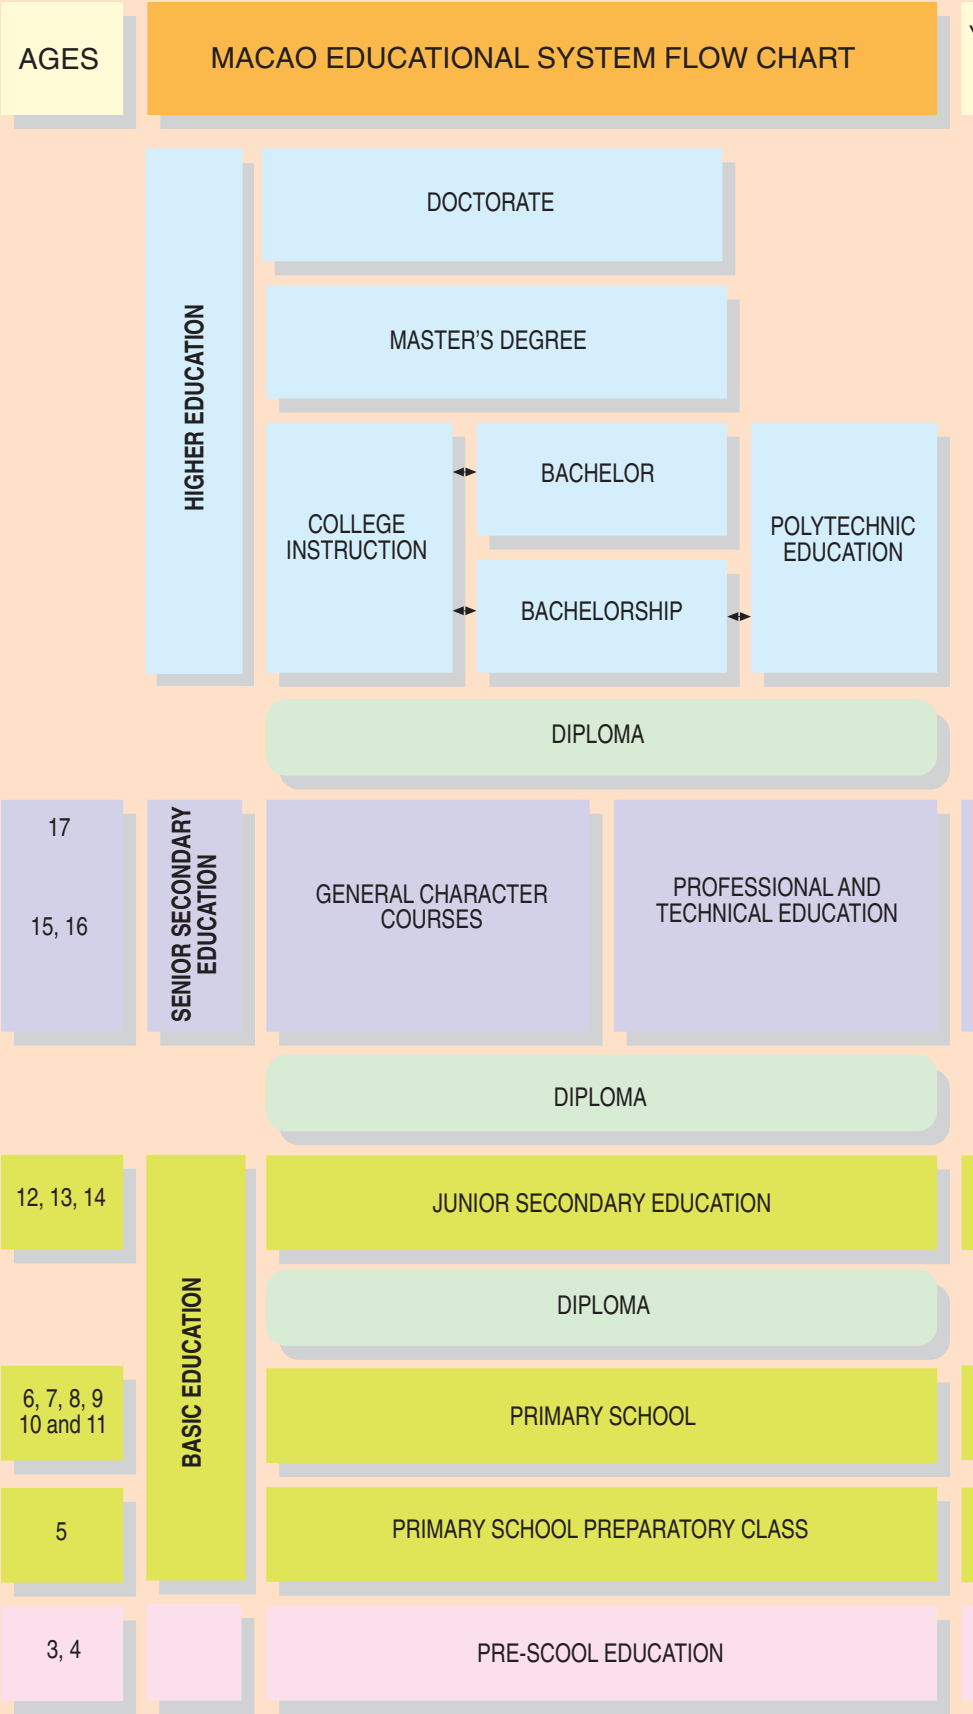 AGES
MACAO EDUCATIONAL SYSTEM FLOW CHART
DOCTORATE
MASTER'S DEGREE
HIGHER EDUCATION
COLLEGE
INSTRUCTION
BACHELOR
BACHELORSHIP
POLYTECHNIC
EDUCATION
DIPLOMA
17
15, 16
SENIOR SECONDARY
EDUCATION
GENERAL CHARACTER
COURSES
PROFESSIONAL AND
TECHNICAL EDUCATION
DIPLOMA
12, 13, 14
JUNIOR SECONDARY EDUCATION
BASIC EDUCATION
DIPLOMA
6, 7, 8, 9
10 and 11
PRIMARY SCHOOL
5
PRIMARY SCHOOL PREPARATORY CLASS
3, 4
PRE-SCOOL EDUCATION